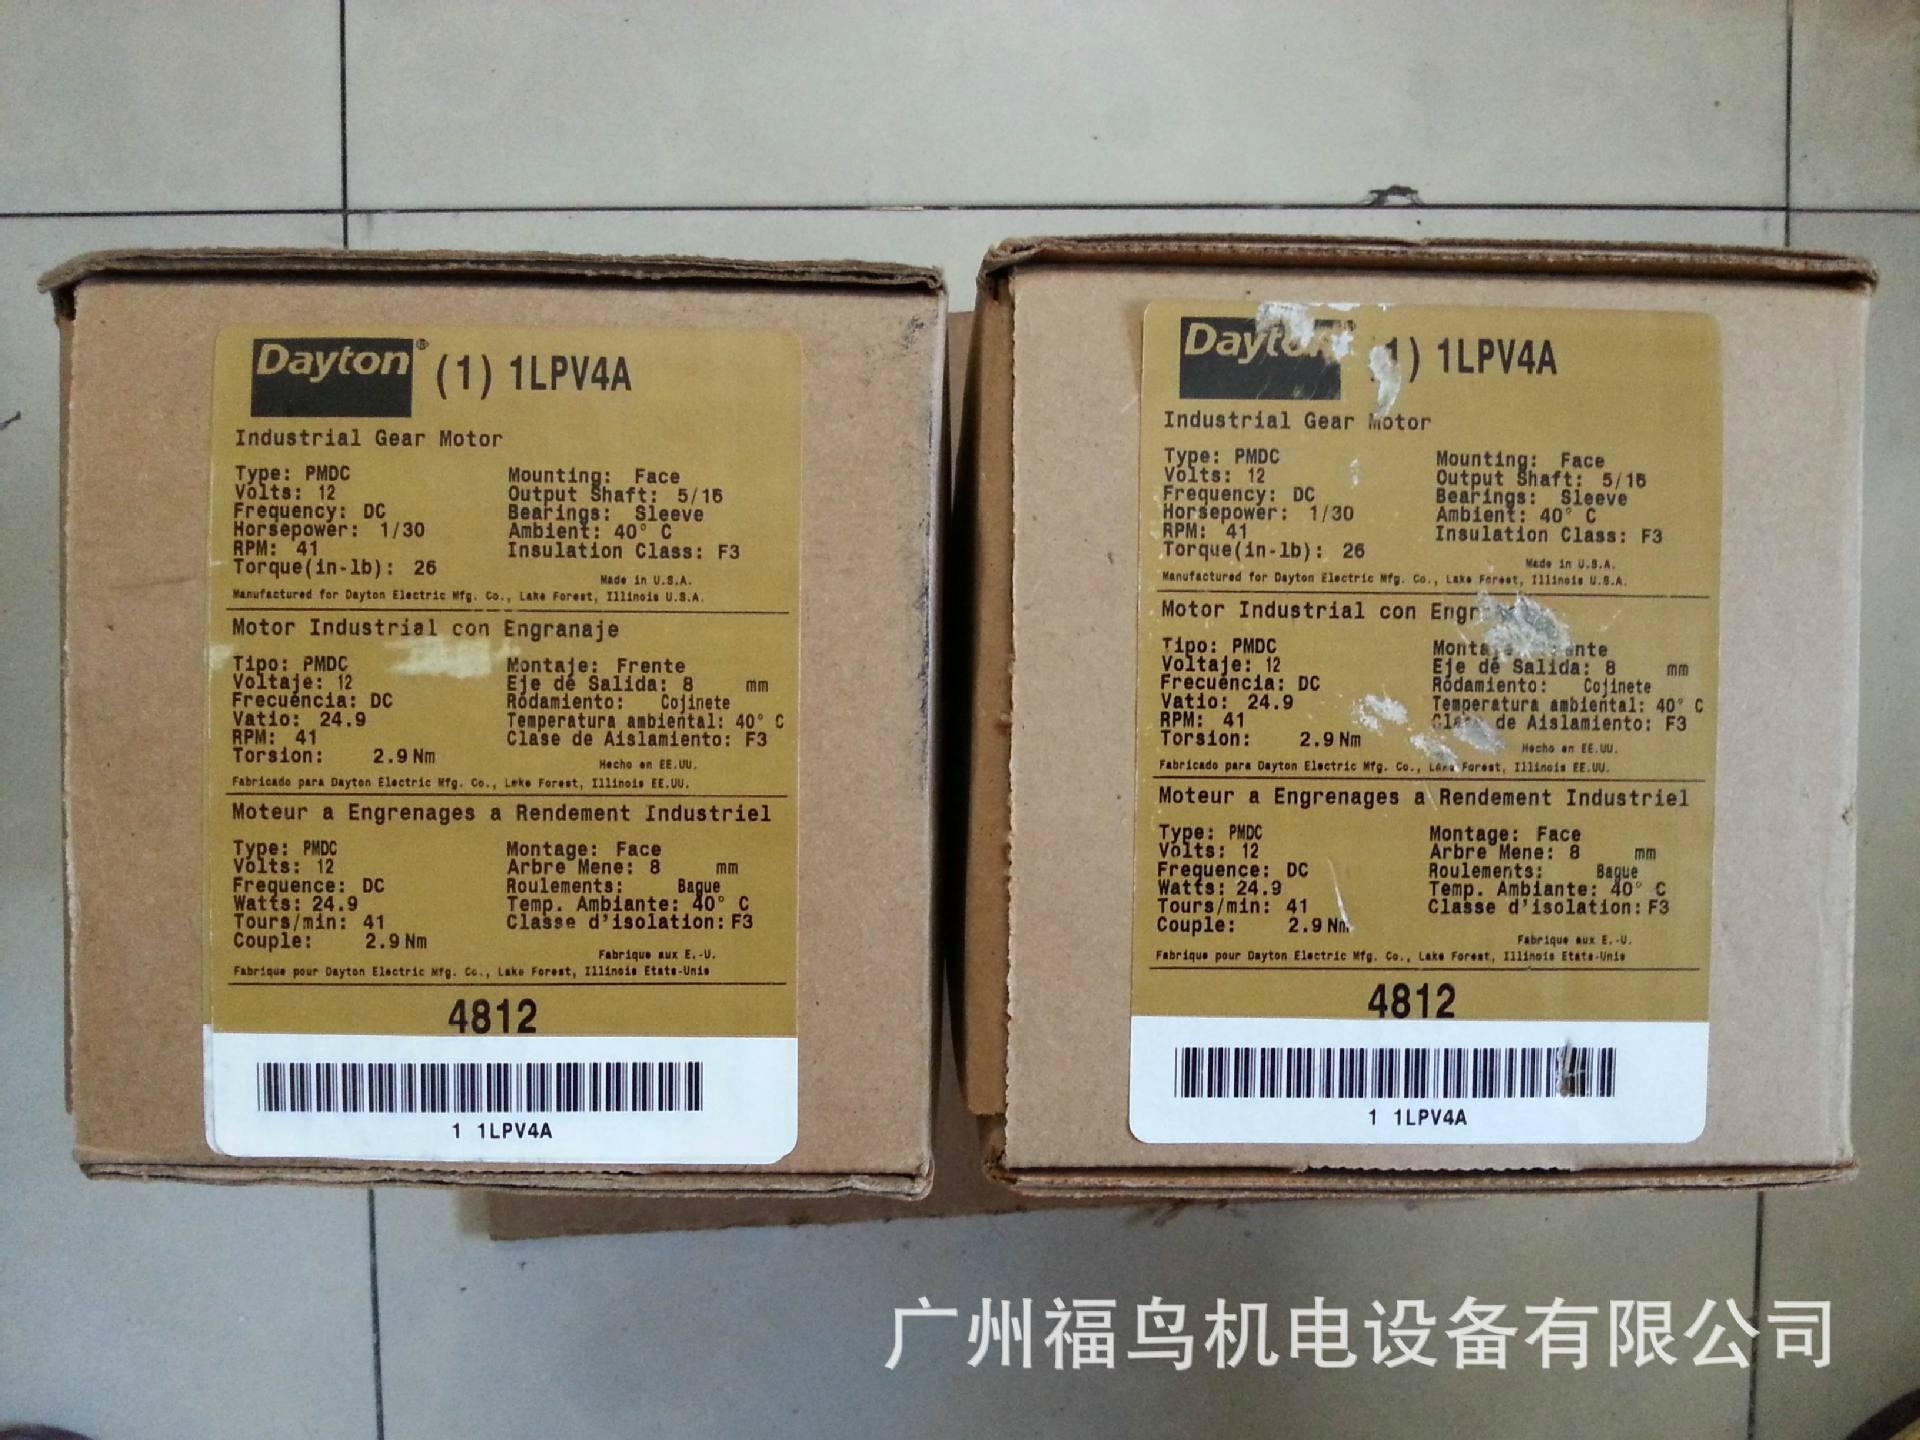 Dayton® (1) 1LPV4A
Industrial Gear Motor
Type: PMDC Mounting: Face
Volts: 12 Output Shaft: 5/16
Frequency: DC Bearings: Sleeve
Horsepower: 1/30 Ambient: 40° C
RPM: 41 Insulation Class: F3
Torque(in-lb): 26
Made in U.S.A.
Manufactured for Dayton Electric Mfg. Co., Lake Forest, Illinois U.S.A.
Motor Industrial con Engranaje
Tipo: PMDC Montaje: Frente
Voltaje: 12 Eje de Salida: 8 mm
Frecuencia: DC Rodamiento: Cojinete
Vatio: 24.9 Temperatura ambiental: 40° C
RPM: 41 Clase de Aislamiento: F3
Torsion: 2.9 Nm
Hecho en EE.UU.
Fabricado para Dayton Electric Mfg. Co., Lake Forest, Illinois EE.UU.
Moteur a Engrenages a Rendement Industriel
Type: PMDC Montage: Face
Volts: 12 Arbre Mene: 8 mm
Frequence: DC Roulements: Bague
Watts: 24.9 Temp. Ambiante: 40° C
Tours/min: 41 Classe d'isolation: F3
Couple: 2.9 Nm
Fabrique aux E.-U.
Fabrique pour Dayton Electric Mfg. Co., Lake Forest, Illinois Etats-Unis
4812
1 1LPV4A
Dayton (1) 1LPV4A
Industrial Gear Motor
Type: PMDC Mounting: Face
Volts: 12 Output Shaft: 5/16
Frequency: DC Bearings: Sleeve
Horsepower: 1/30 Ambient: 40° C
RPM: 41 Insulation Class: F3
Torque(in-lb): 26
Made in U.S.A.
Manufactured for Dayton Electric Mfg. Co., Lake Forest, Illinois U.S.A.
Motor Industrial con
Tipo: PMDC
Voltaje: 12 Eje de Salida: 8 mm
Frecuencia: DC Rodamiento: Cojinete
Vatio: 24.9 Temperatura ambiental: 40° C
RPM: 41 de Aislamiento: F3
Torsion: 2.9 Nm
Hecho en EE.UU.
Fabricado para Dayton Electric Mfg. Co., Lake Forest, Illinois EE.UU.
Moteur a Engrenages a Rendement Industriel
Type: PMDC Montage: Face
Volts: 12 Arbre Mene: 8 mm
Frequence: DC Roulements: Bague
Watts: 24.9 Temp. Ambiante: 40° C
Tours/min: 41 Classe d'isolation: F3
Couple: 2.9 Nm
Fabrique aux E.-U.
Fabrique pour Dayton Electric Mfg. Co., Lake Forest, Illinois Etats-Unis
4812
1 1LPV4A
广州福鸟机电设备有限公司